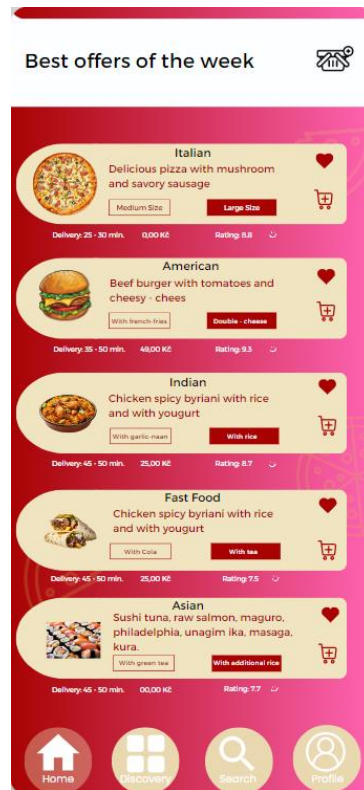 Best offers of the week
Italian
Delicious pizza with mushroom
and savory sausage
Medium Size
Large Size
Delivery: 25 - 30 min.
0,00 Kč
Rating: 8.8
American
Beef burger with tomatoes and
cheesy - chees
With french-fries
Double - cheese
Delivery: 35 - 50 min.
49,00 Kč
Rating: 9.3
Indian
Chicken spicy byriani with rice
and with yougurt
With garlic-naan
With rice
Delivery: 45 - 50 min.
25,00 Kč
Rating: 8.7
Fast Food
Chicken spicy byriani with rice
and with yougurt
With Cola
With tea
Delivery: 45 - 50 min.
25,00 Kč
Rating: 7.5
Asian
Sushi tuna, raw salmon, maguro,
philadelphia, unagim ika, masaga,
kura.
With green tea
With additional rice
Delivery: 45 - 50 min.
00,00 Kč
Rating: 7.7
Home
Discovery
Search
Profile